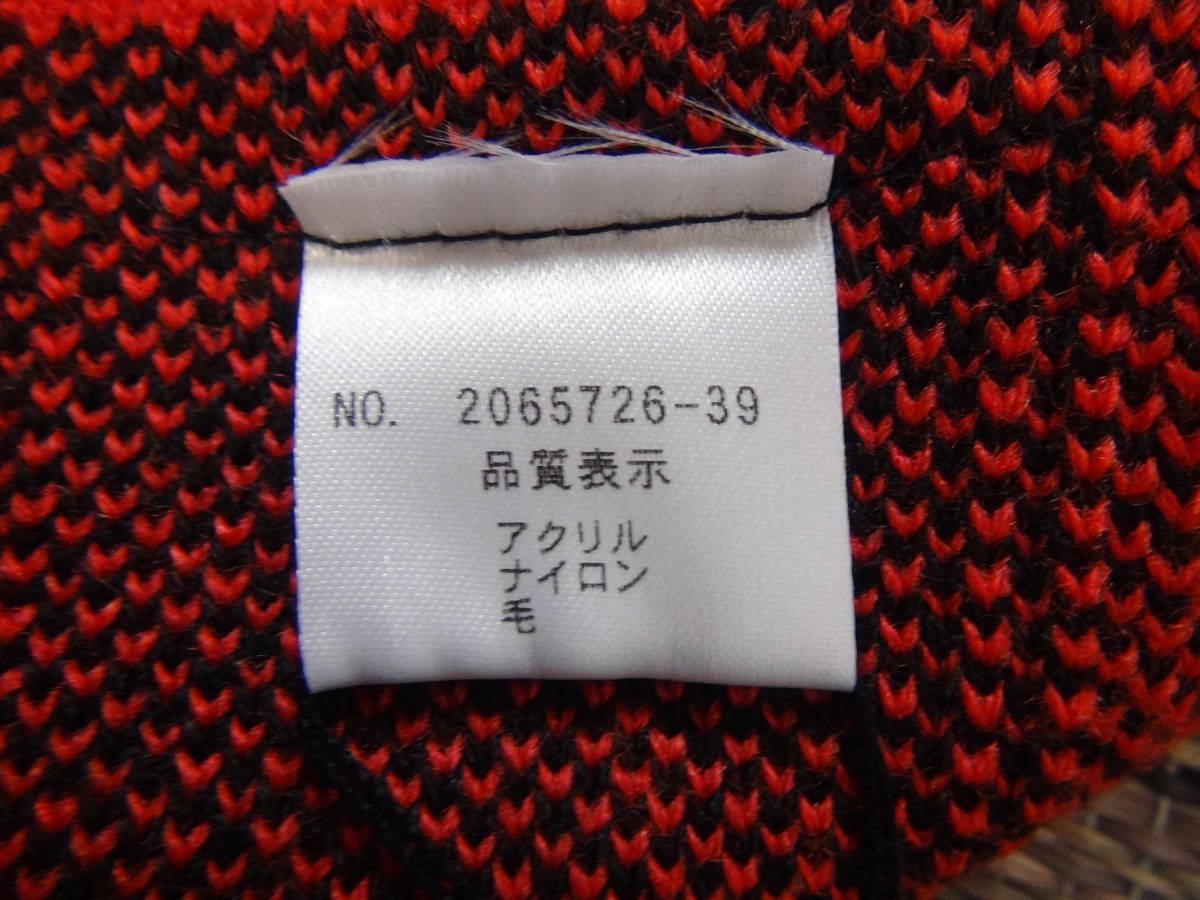 NO. 2065726-39
品質表示
アクリル
ナイロン
毛